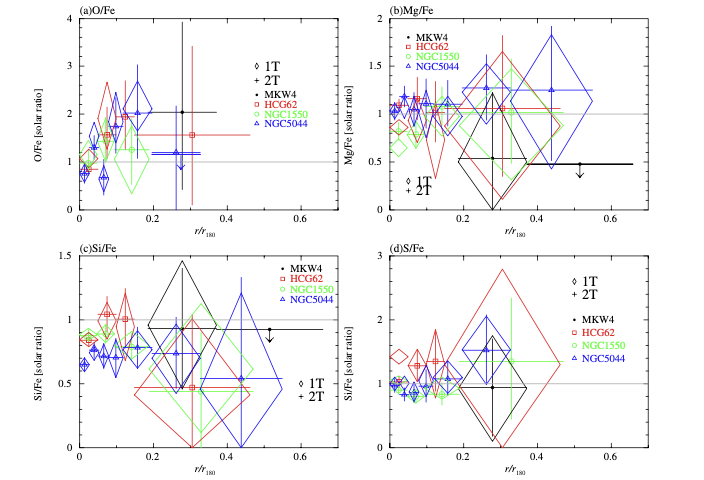 (a)O/Fe
4
3
2
1
0
O/Fe [solar ratio]
1T
2T
MKW4
HCG62
NGC1550
NGC5044
0 0.2 0.4 0.6
r/r180
(b)Mg/Fe
2
1.5
1
0.5
0
Mg/Fe [solar ratio]
MKW4
HCG62
NGC1550
NGC5044
1T
2T
0 0.2 0.4 0.6
r/r180
(c)Si/Fe
1.5
1
0.5
0
Si/Fe [solar ratio]
MKW4
HCG62
NGC1550
NGC5044
1T
2T
0 0.2 0.4 0.6
r/r180
(d)S/Fe
3
2
1
0
Si/Fe [solar ratio]
1T
2T
MKW4
HCG62
NGC1550
NGC5044
0 0.2 0.4 0.6
r/r180